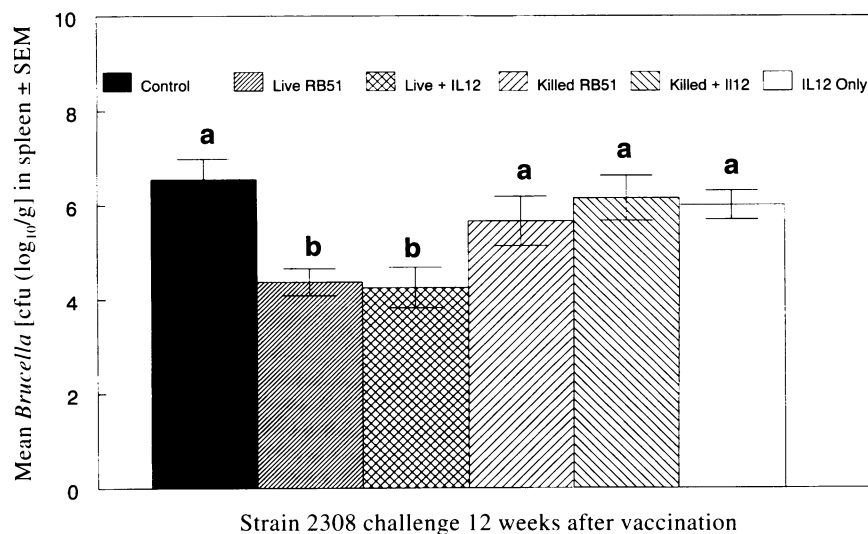 Mean Brucella [cfu (log10/g] in spleen ± SEM
10
8
6
4
2
0
Control
Live RB51
Live + IL12
Killed RB51
Killed + Il12
IL12 Only
a
b
b
a
a
a
Strain 2308 challenge 12 weeks after vaccination